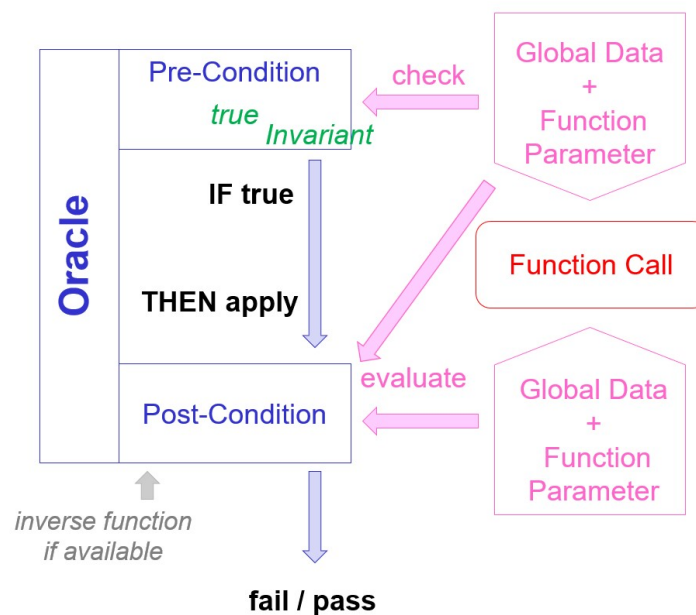 Oracle
Pre-Condition
true
Invariant
IF true
THEN apply
Post-Condition
inverse function
if available
fail / pass
check
evaluate
Global Data
+
Function
Parameter
Function Call
Global Data
+
Function
Parameter